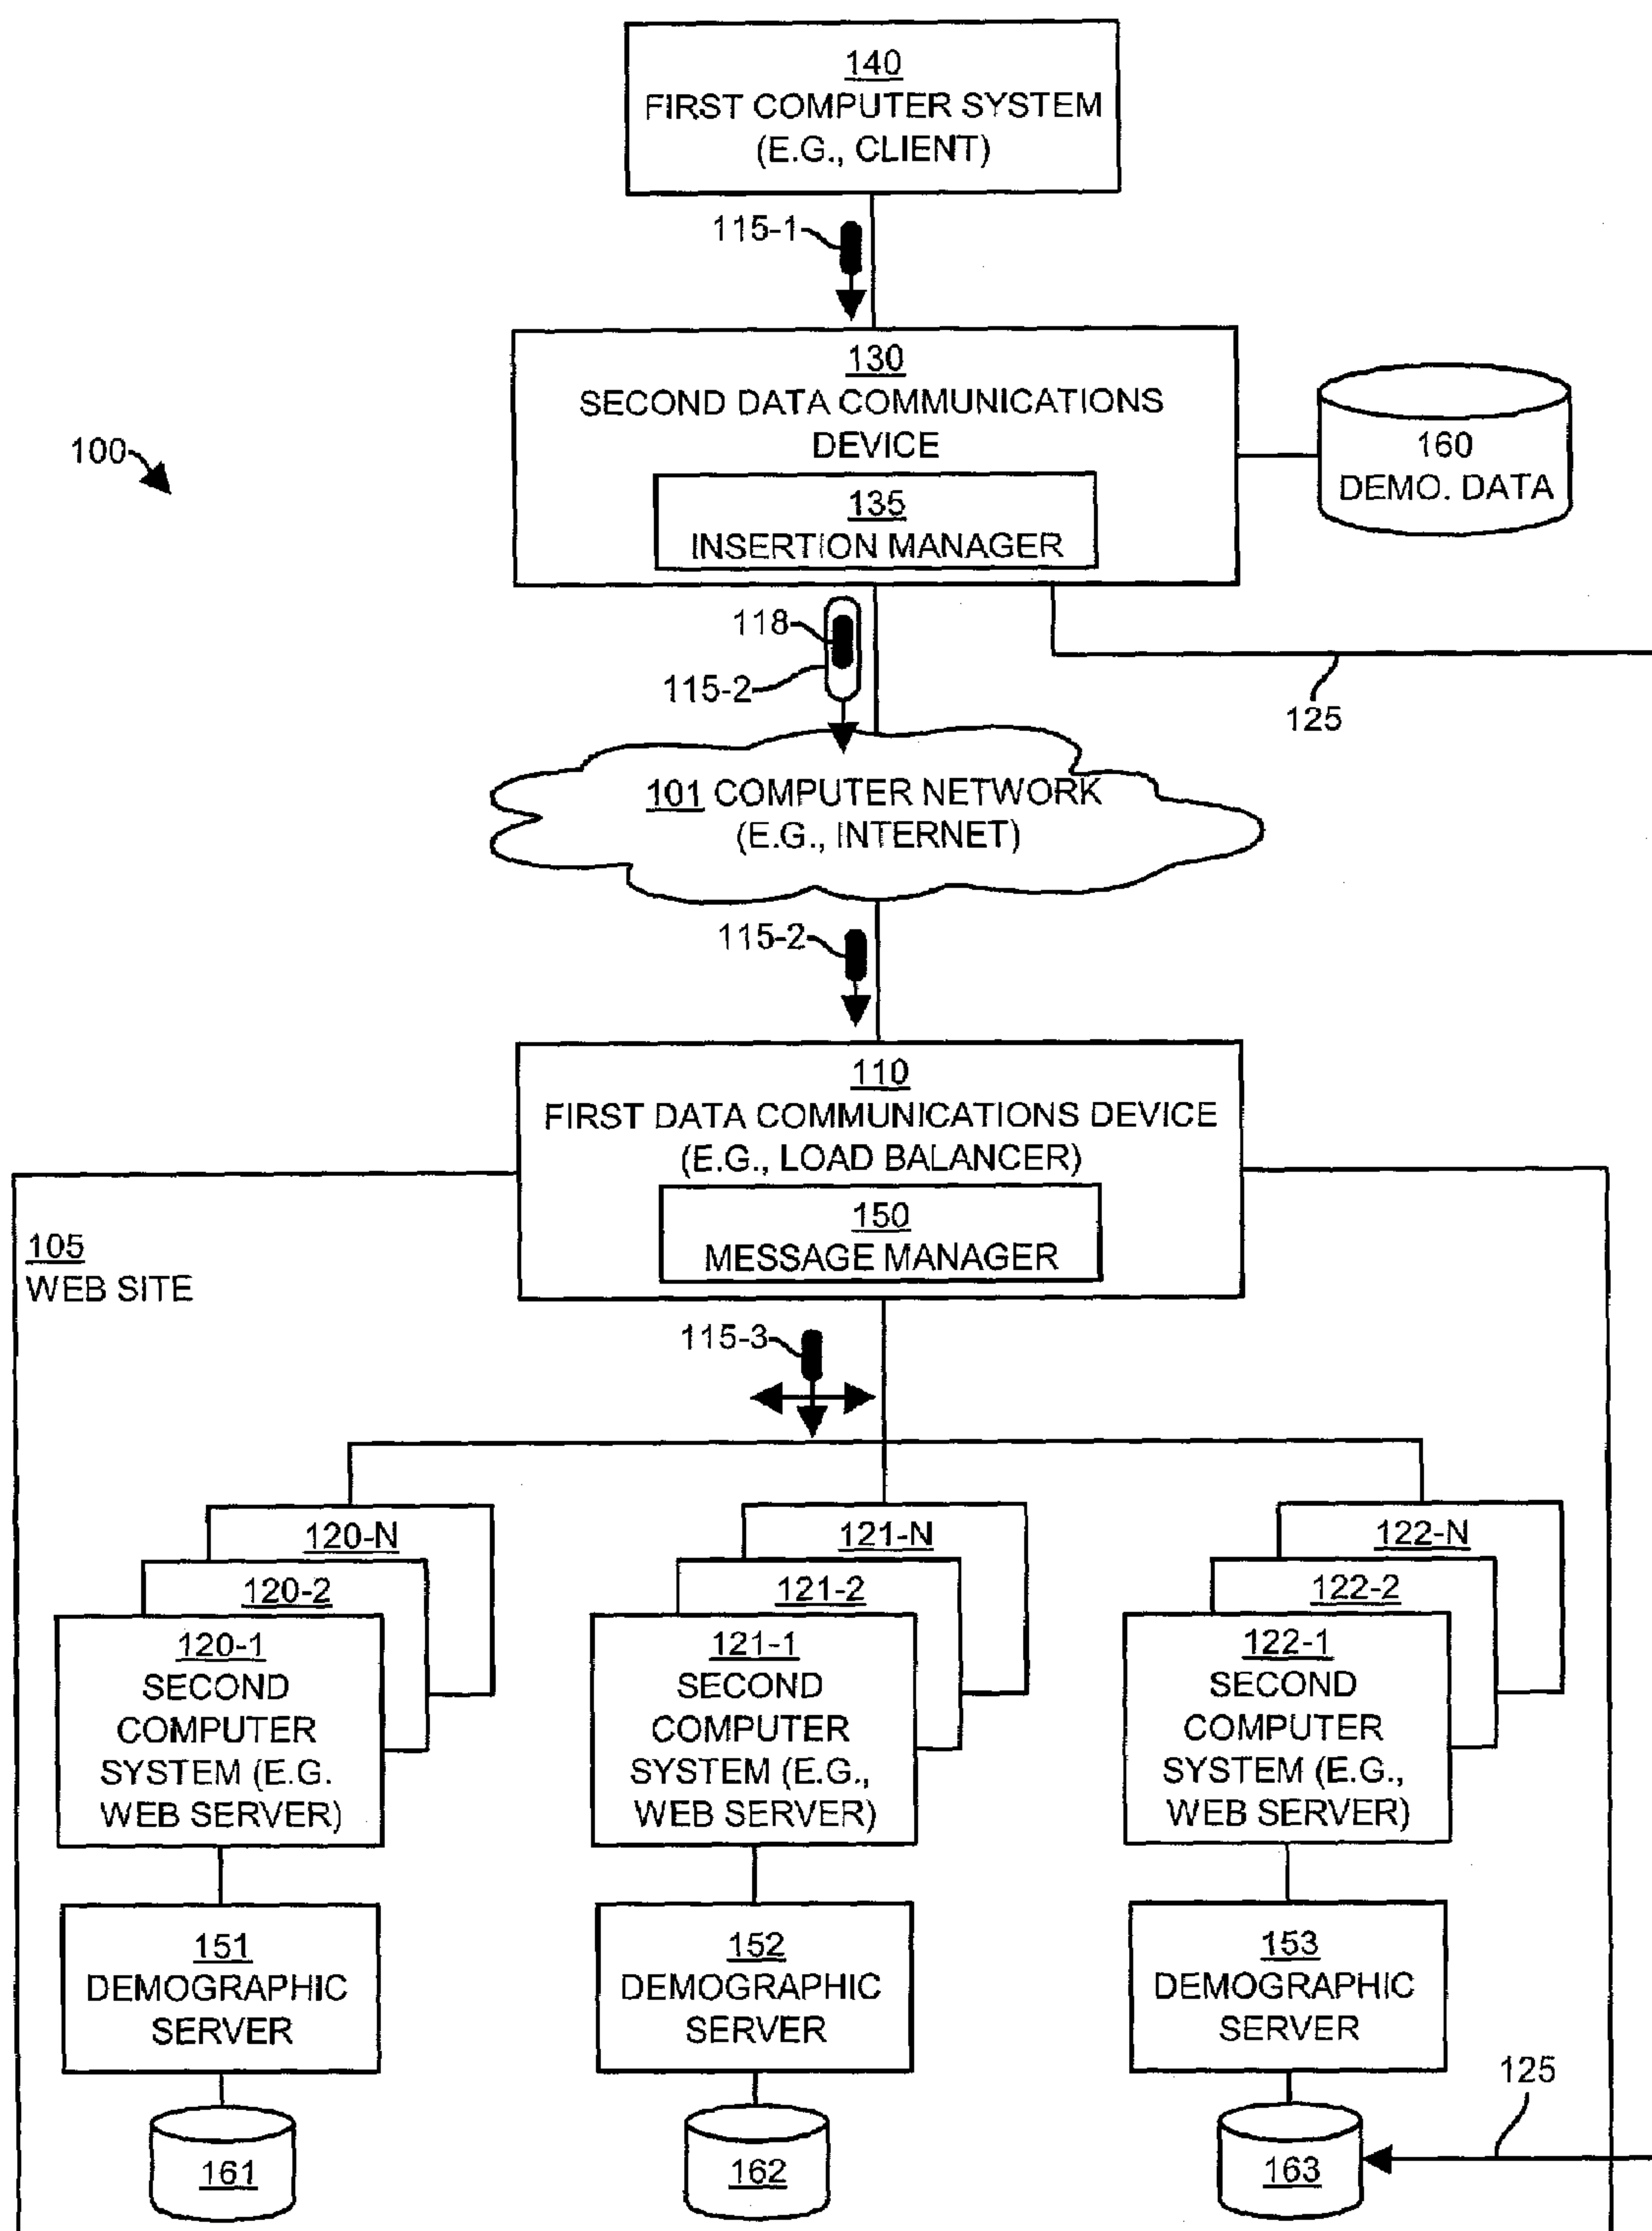 140
FIRST COMPUTER SYSTEM
(E.G., CLIENT)
115-1
100
130
SECOND DATA COMMUNICATIONS
DEVICE
135
INSERTION MANAGER
160
DEMO. DATA
118
115-2
125
101 COMPUTER NETWORK
(E.G., INTERNET)
115-2
110
FIRST DATA COMMUNICATIONS DEVICE
(E.G., LOAD BALANCER)
150
MESSAGE MANAGER
105
WEB SITE
115-3
120-N
120-2
120-1
SECOND
COMPUTER
SYSTEM (E.G.
WEB SERVER)
121-N
121-2
121-1
SECOND
COMPUTER
SYSTEM (E.G.,
WEB SERVER)
122-N
122-2
122-1
SECOND
COMPUTER
SYSTEM (E.G.,
WEB SERVER)
151
DEMOGRAPHIC
SERVER
152
DEMOGRAPHIC
SERVER
153
DEMOGRAPHIC
SERVER
125
161
162
163